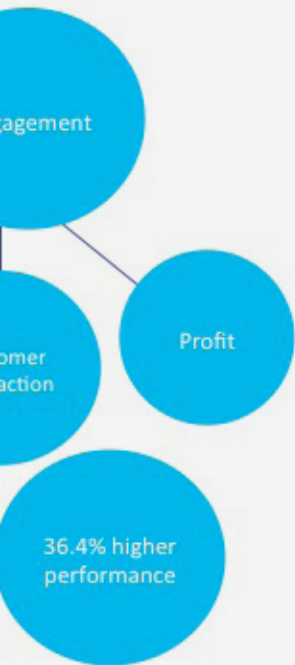 gagement
Profit
omer
action
36.4% higher
performance